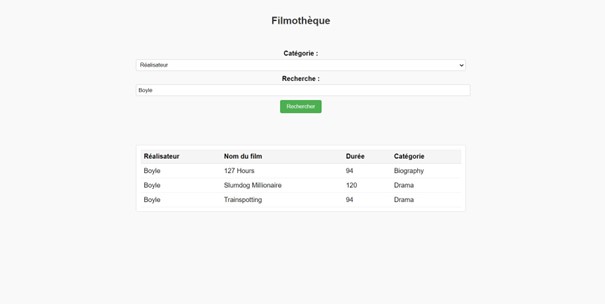 Filmothèque
Catégorie :
Réalisateur
Recherche :
Boyle
Rechercher
Réalisateur Nom du film Durée Catégorie
Boyle 127 Hours 94 Biography
Boyle Slumdog Millionaire 120 Drama
Boyle Trainspotting 94 Drama